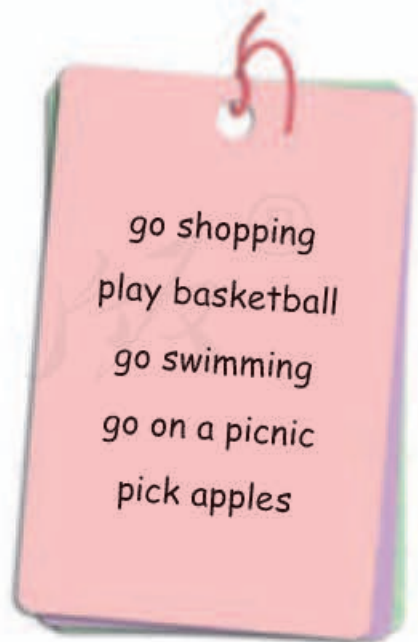 go shopping
play basketball
go swimming
go on a picnic
pick apples